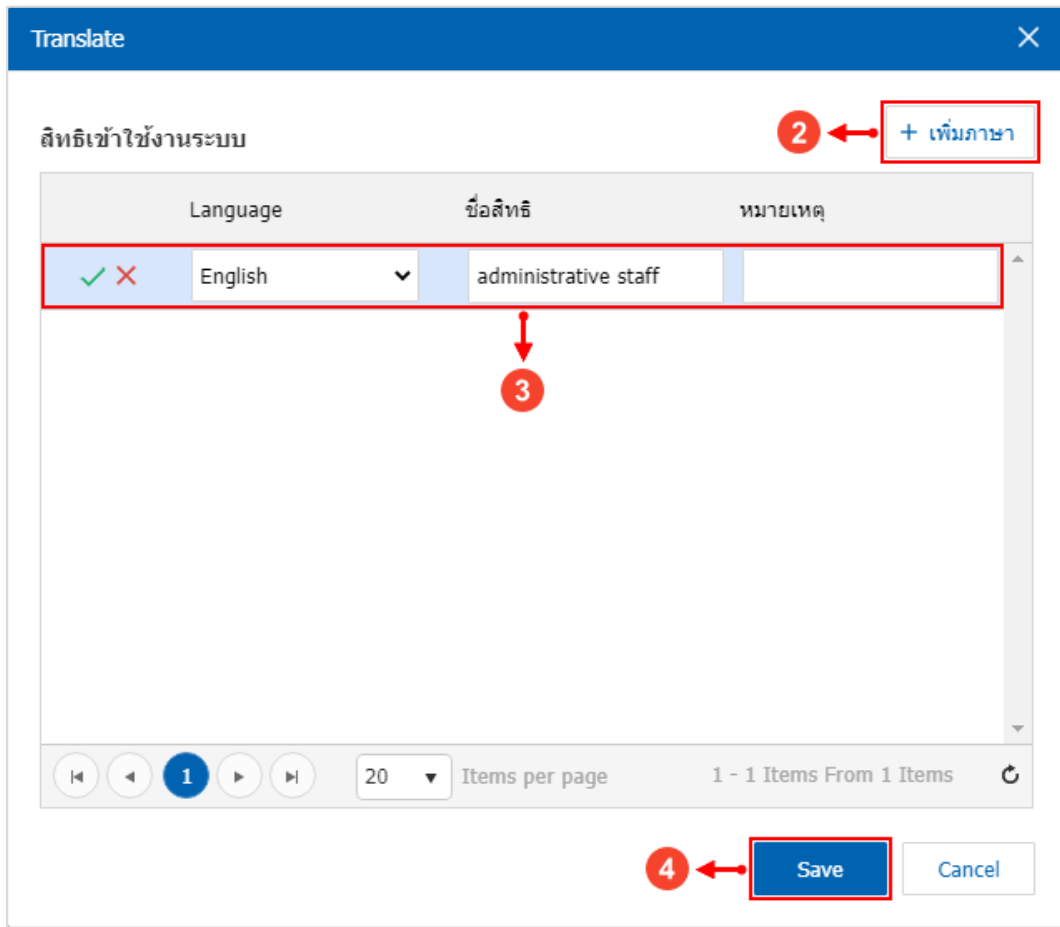 Translate
สิทธิเข้าใช้งานระบบ
2
+ เพิ่มภาษา
Language ชื่อสิทธิ หมายเหตุ
English administrative staff
3
1 20 Items per page 1 - 1 Items From 1 Items
4 Save Cancel